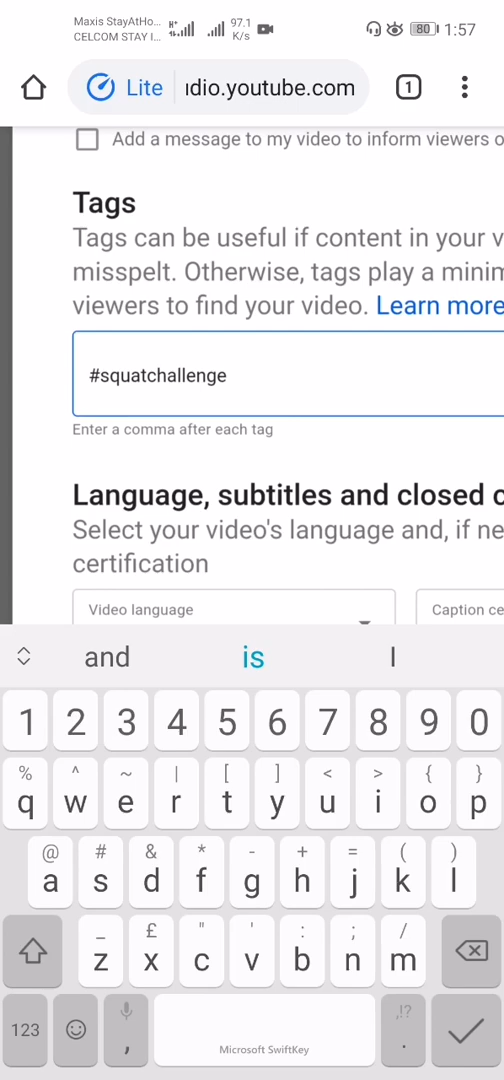 Maxis StayAtHo...
CELCOM STAY I...
H+
97.1
K/s
80
1:57
Lite
ıdio.youtube.com
1
Add a message to my video to inform viewers o
Tags
Tags can be useful if content in your v
misspelt. Otherwise, tags play a minim
viewers to find your video. Learn more
#squatchallenge
Enter a comma after each tag
Language, subtitles and closed c
Select your video's language and, if ne
certification
Video language
Caption ce
and is I
1 2 3 4 5 6 7 8 9 0
% ^ ~ | [ ] < > { }
q w e r t y u i o p
@ # & * - + = ( )
a s d f g h j k l
_ £ " ' : ; /
z x c v b n m
123 , Microsoft SwiftKey ,!? .